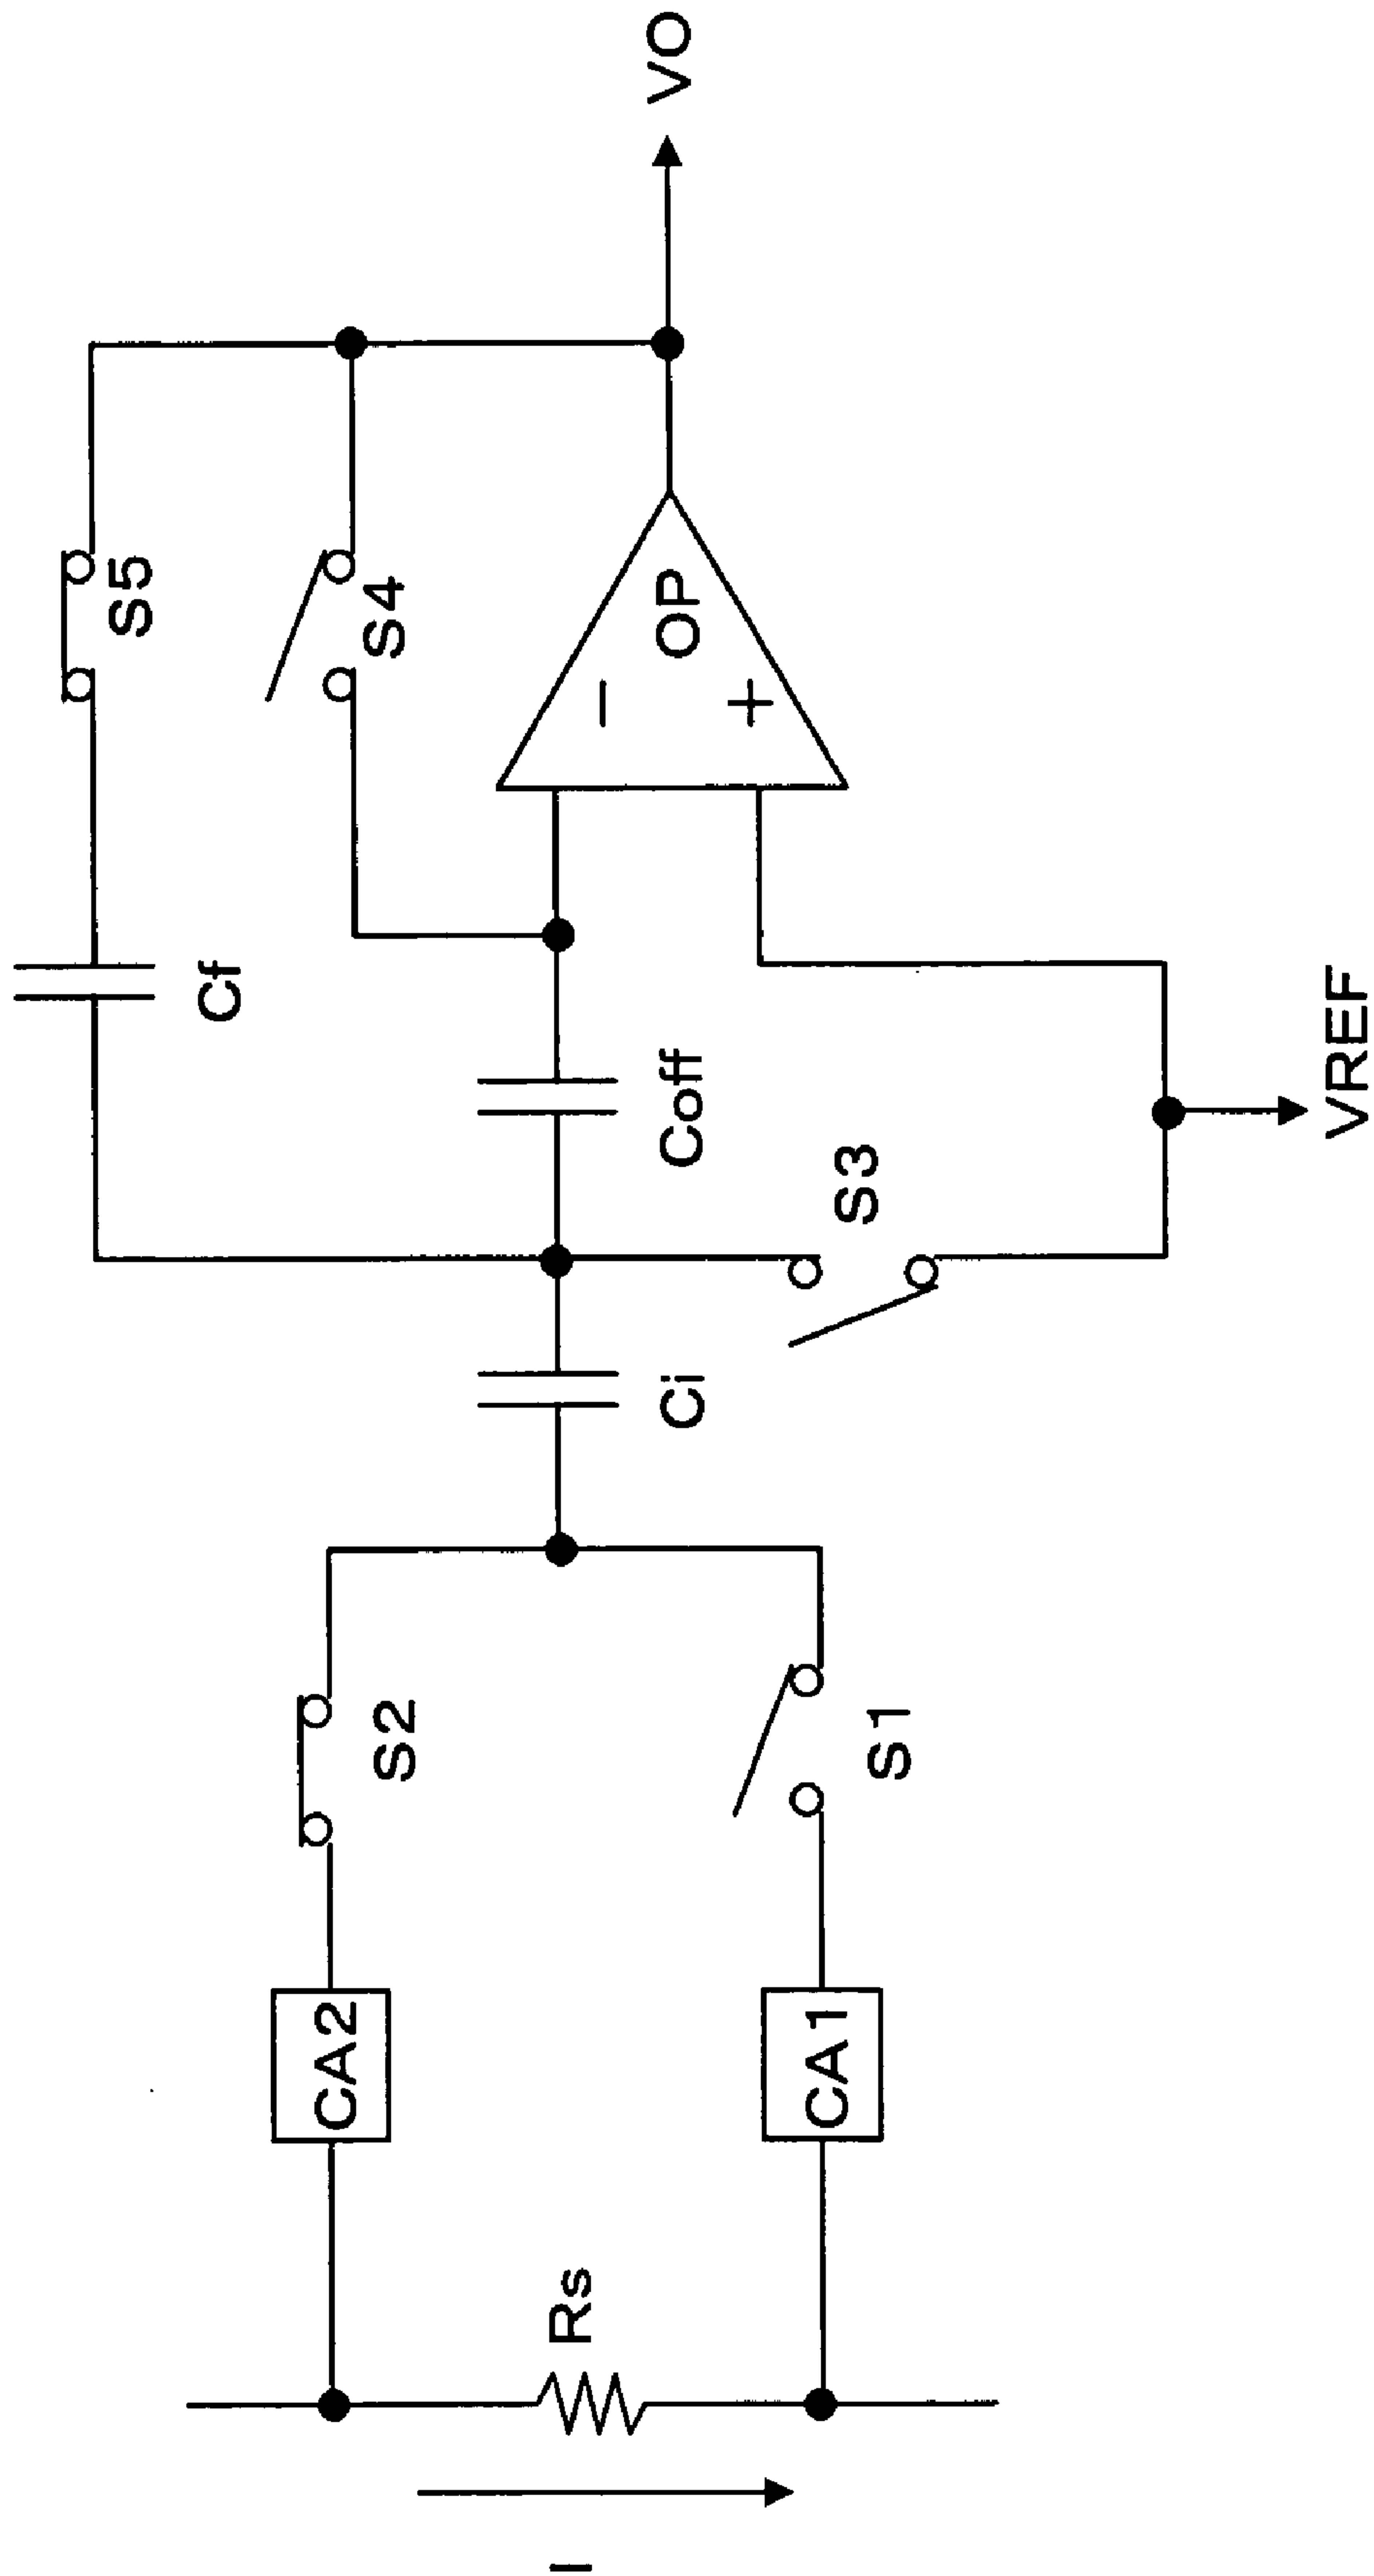 VO
S5
S4
OP
−
+
Cf
Coff
S3
VREF
Ci
S2
S1
CA2
CA1
Rs
I